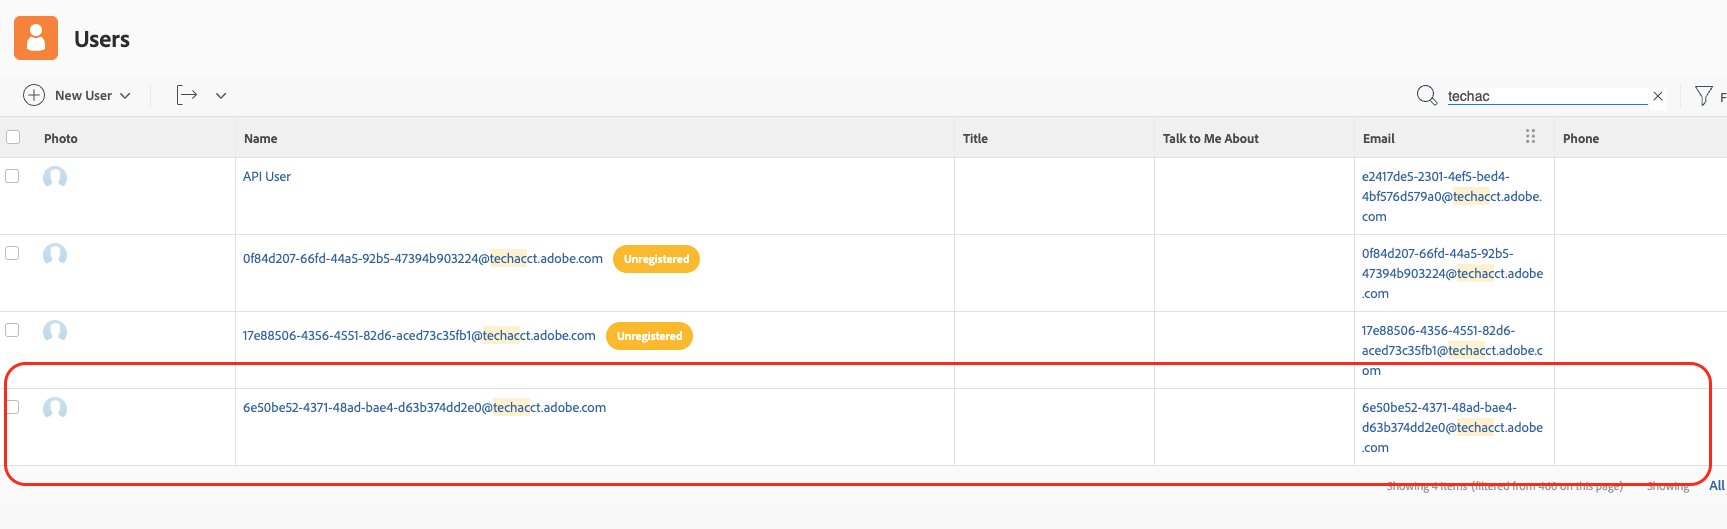 Users
New User
techac
F
Photo Name Title Talk to Me About Email Phone
API User
e2417de5-2301-4ef5-bed4-
4bf576d579a0@techacct.adobe.
com
0f84d207-66fd-44a5-92b5-47394b903224@techacct.adobe.com Unregistered
0f84d207-66fd-44a5-92b5-
47394b903224@techacct.adobe
.com
17e88506-4356-4551-82d6-aced73c35fb1@techacct.adobe.com Unregistered
17e88506-4356-4551-82d6-
aced73c35fb1@techacct.adobe.c
om
6e50be52-4371-48ad-bae4-d63b374dd2e0@techacct.adobe.com
6e50be52-4371-48ad-bae4-
d63b374dd2e0@techacct.adobe
.com
Showing 4 items (filtered from 460 on this page) Showing All